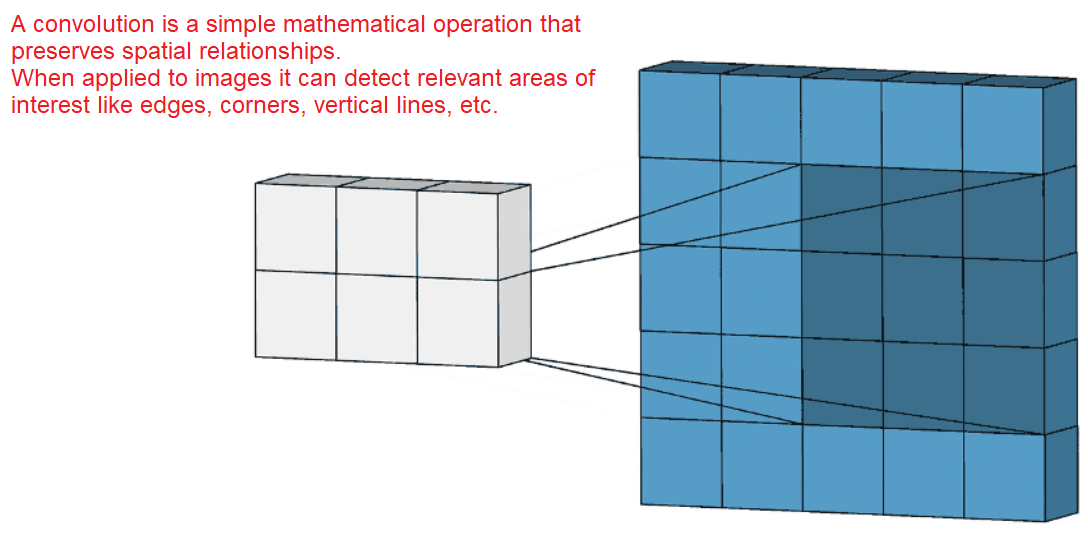 A convolution is a simple mathematical operation that
preserves spatial relationships.
When applied to images it can detect relevant areas of
interest like edges, corners, vertical lines, etc.